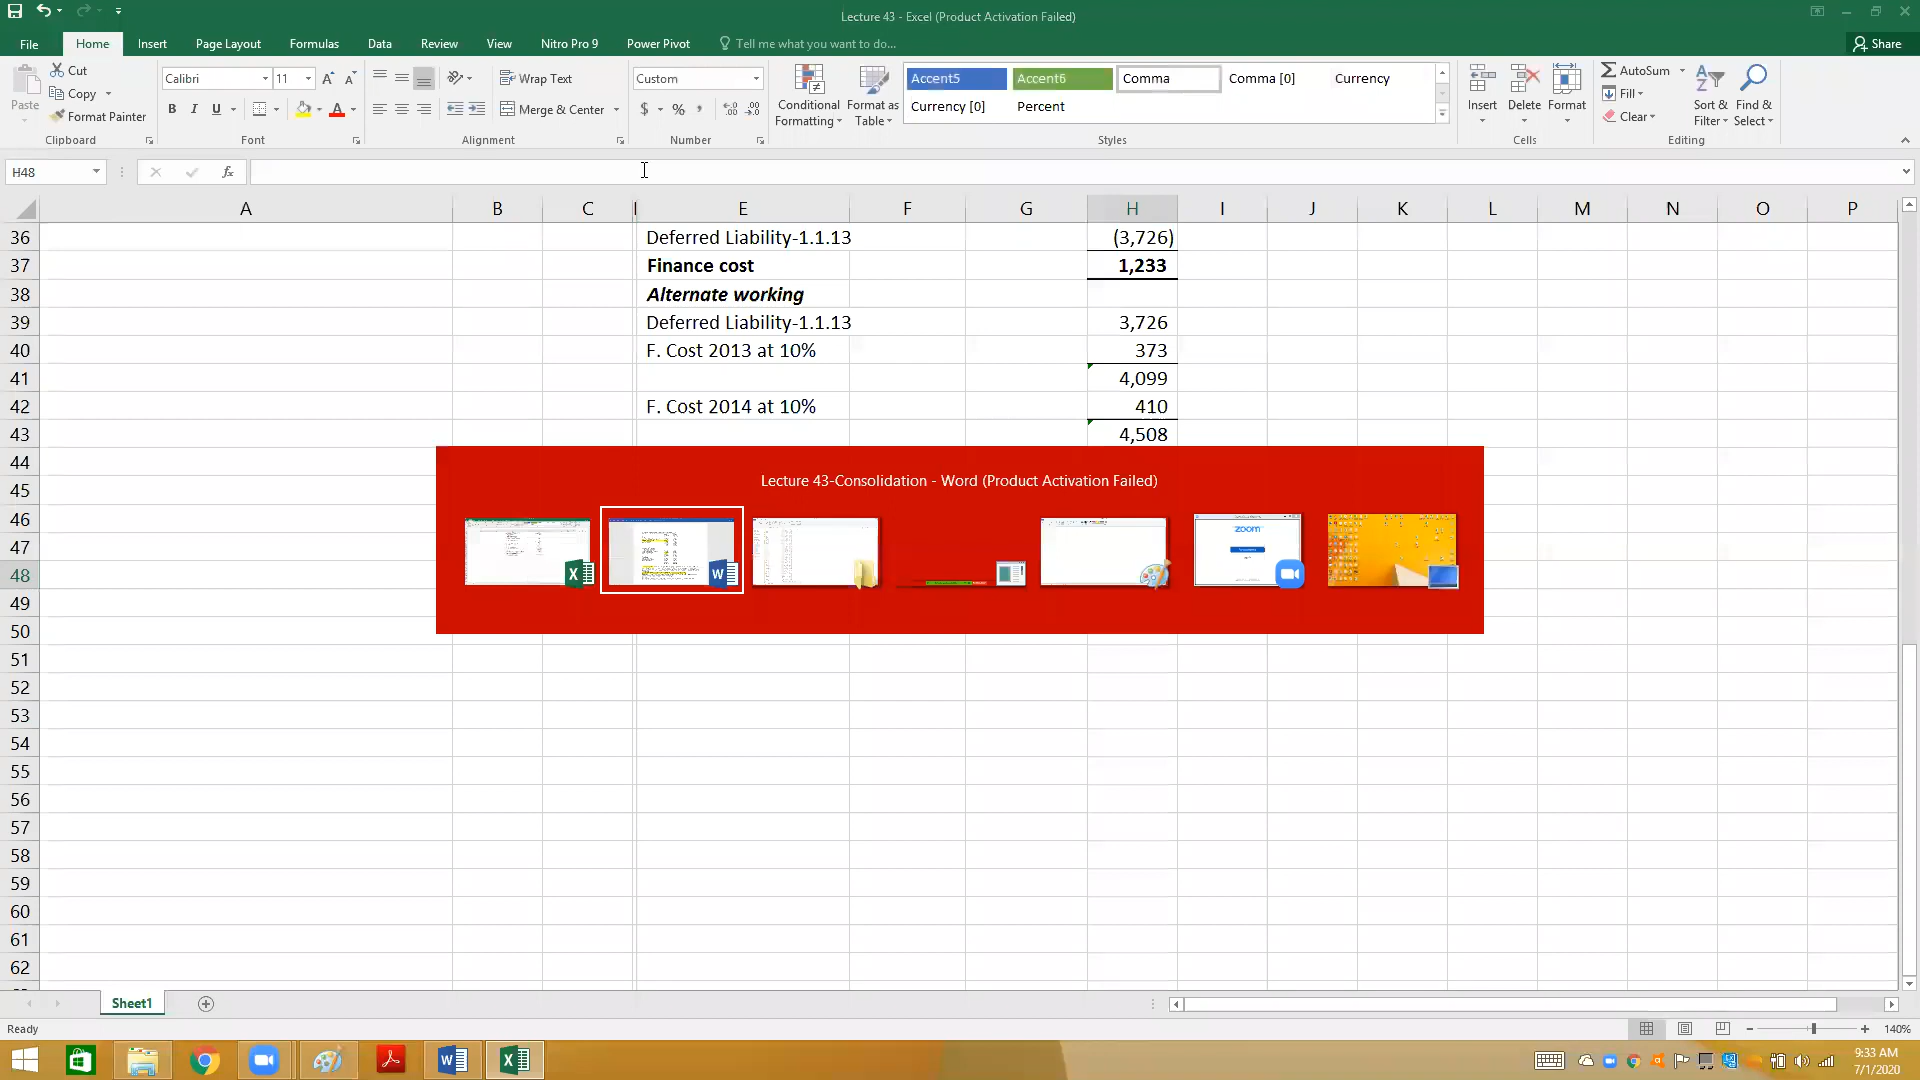 Lecture 43 - Excel (Product Activation Failed)
File Home Insert Page Layout Formulas Data Review View Nitro Pro 9 Power Pivot Tell me what you want to do... Share
Paste Cut Copy Format Painter Clipboard
Calibri 11 B I U A Font
Wrap Text Merge & Center Alignment
Custom $ % Number
Conditional Formatting Format as Table
Accent5 Accent6 Comma Comma [0] Currency
Currency [0] Percent
Styles
Insert Delete Format Cells
AutoSum Fill Clear Sort & Filter Find & Select Editing
H48 fx
A B C E F G H I J K L M N O P
36 Deferred Liability-1.1.13 (3,726)
37 Finance cost 1,233
38 Alternate working
39 Deferred Liability-1.1.13 3,726
40 F. Cost 2013 at 10% 373
41 4,099
42 F. Cost 2014 at 10% 410
43 4,508
44
45 Lecture 43-Consolidation - Word (Product Activation Failed)
46
47 zoom
48
49
50
51
52
53
54
55
56
57
58
59
60
61
62
Sheet1
Ready 140%
9:33 AM
7/1/2020